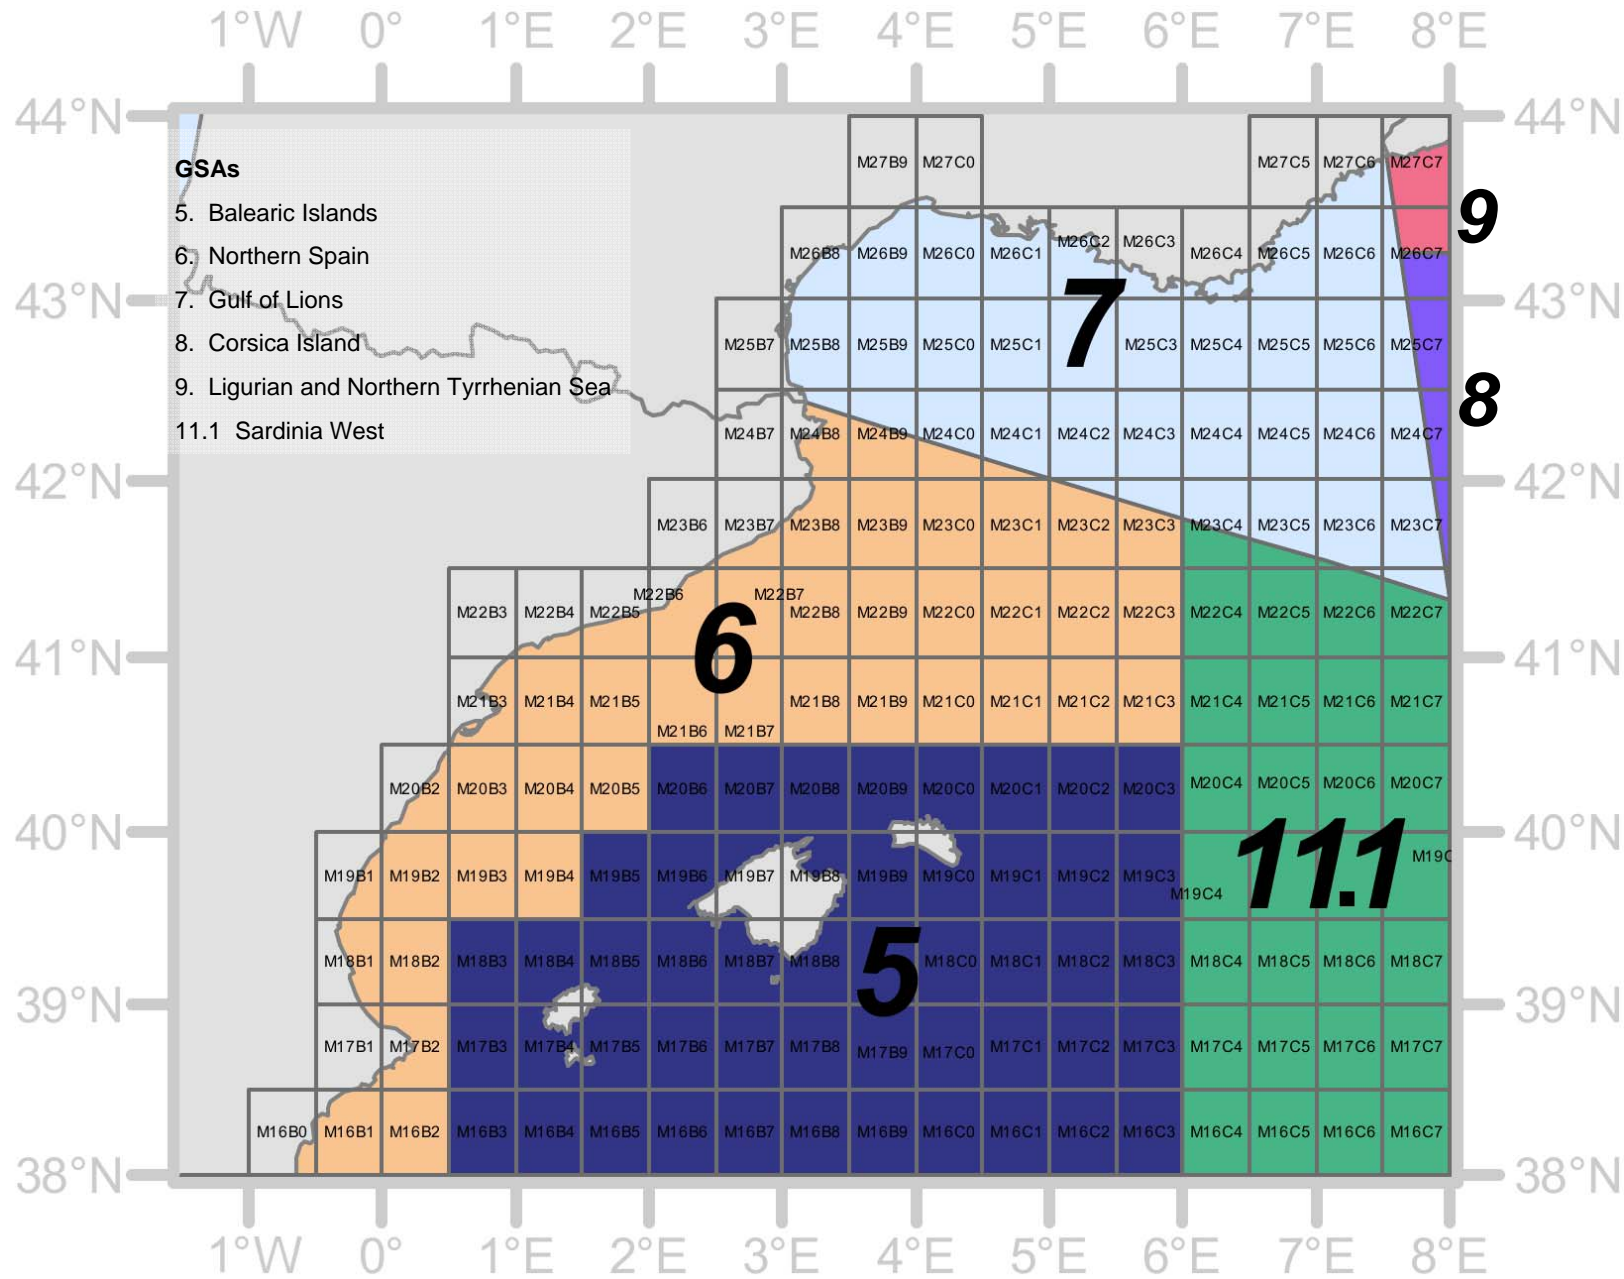 1°W 0° 1°E 2°E 3°E 4°E 5°E 6°E 7°E 8°E
44°N 44°N
GSAs
5. Balearic Islands
6. Northern Spain
7. Gulf of Lions
8. Corsica Island
9. Ligurian and Northern Tyrrhenian Sea
11.1 Sardinia West
M27B9 M27C0 M27C5 M27C6 M27C7
9
M26B8 M26B9 M26C0 M26C1 M26C2 M26C3 M26C4 M26C5 M26C6 M26C7
43°N 7 43°N
M25B7 M25B8 M25B9 M25C0 M25C1 M25C3 M25C4 M25C5 M25C6 M25C7
8
M24B7 M24B8 M24B9 M24C0 M24C1 M24C2 M24C3 M24C4 M24C5 M24C6 M24C7
42°N 42°N
M23B6 M23B7 M23B8 M23B9 M23C0 M23C1 M23C2 M23C3 M23C4 M23C5 M23C6 M23C7
M22B3 M22B4 M22B5 M22B6 M22B7 M22B8 M22B9 M22C0 M22C1 M22C2 M22C3 M22C4 M22C5 M22C6 M22C7
41°N 6 41°N
M21B3 M21B4 M21B5 M21B6 M21B7 M21B8 M21B9 M21C0 M21C1 M21C2 M21C3 M21C4 M21C5 M21C6 M21C7
M20B2 M20B3 M20B4 M20B5 M20B6 M20B7 M20B8 M20B9 M20C0 M20C1 M20C2 M20C3 M20C4 M20C5 M20C6 M20C7
40°N 40°N
11.1
M19B1 M19B2 M19B3 M19B4 M19B5 M19B6 M19B7 M19B8 M19B9 M19C0 M19C1 M19C2 M19C3 M19C4 M19C
M18B1 M18B2 M18B3 M18B4 M18B5 M18B6 M18B7 M18B8 5 M18C0 M18C1 M18C2 M18C3 M18C4 M18C5 M18C6 M18C7
39°N 39°N
M17B1 M17B2 M17B3 M17B4 M17B5 M17B6 M17B7 M17B8 M17B9 M17C0 M17C1 M17C2 M17C3 M17C4 M17C5 M17C6 M17C7
M16B0 M16B1 M16B2 M16B3 M16B4 M16B5 M16B6 M16B7 M16B8 M16B9 M16C0 M16C1 M16C2 M16C3 M16C4 M16C5 M16C6 M16C7
38°N 38°N
1°W 0° 1°E 2°E 3°E 4°E 5°E 6°E 7°E 8°E